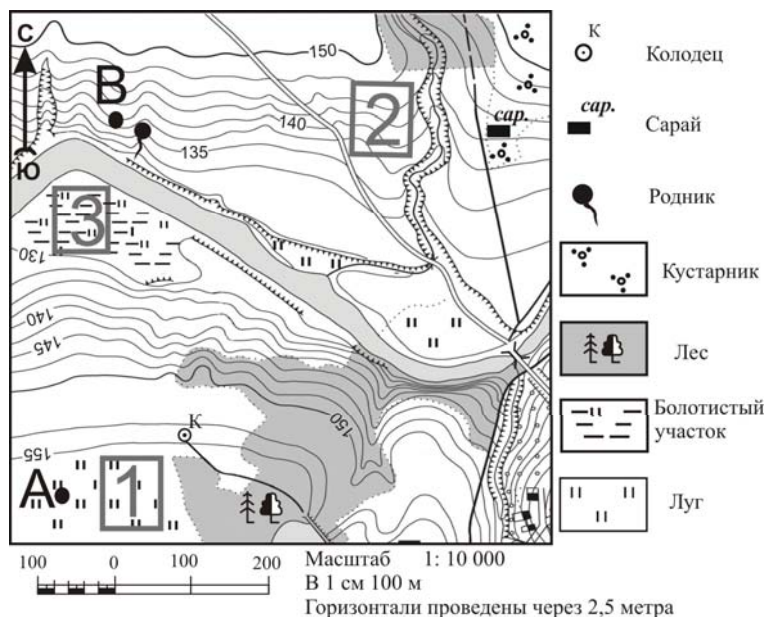 С
Ю
150
B
2
140
135
сар.
3
130
140
145
К
150
155
A
1
К
Колодец
сар.
Сарай
Родник
Кустарник
Лес
Болотистый
участок
Луг
100 0 100 200
Масштаб 1: 10 000
В 1 см 100 м
Горизонтали проведены через 2,5 метра